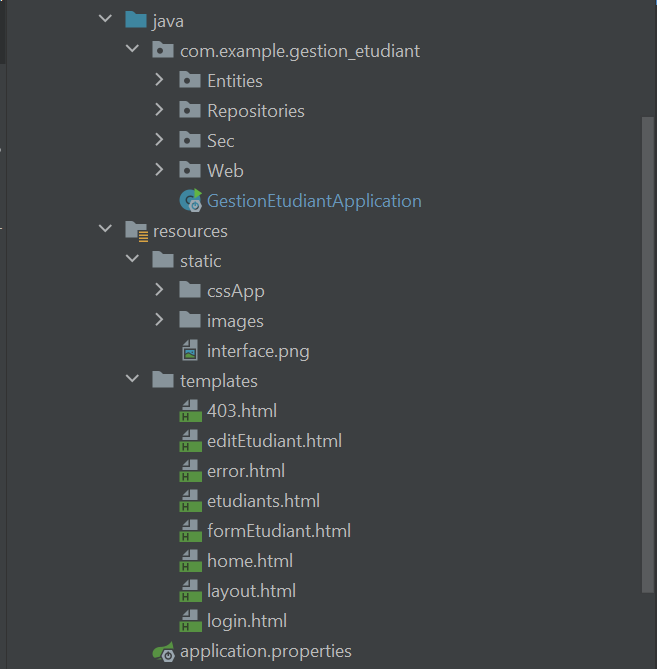 java
com.example.gestion_etudiant
Entities
Repositories
Sec
Web
GestionEtudiantApplication
resources
static
cssApp
images
interface.png
templates
403.html
editEtudiant.html
error.html
etudiants.html
formEtudiant.html
home.html
layout.html
login.html
application.properties